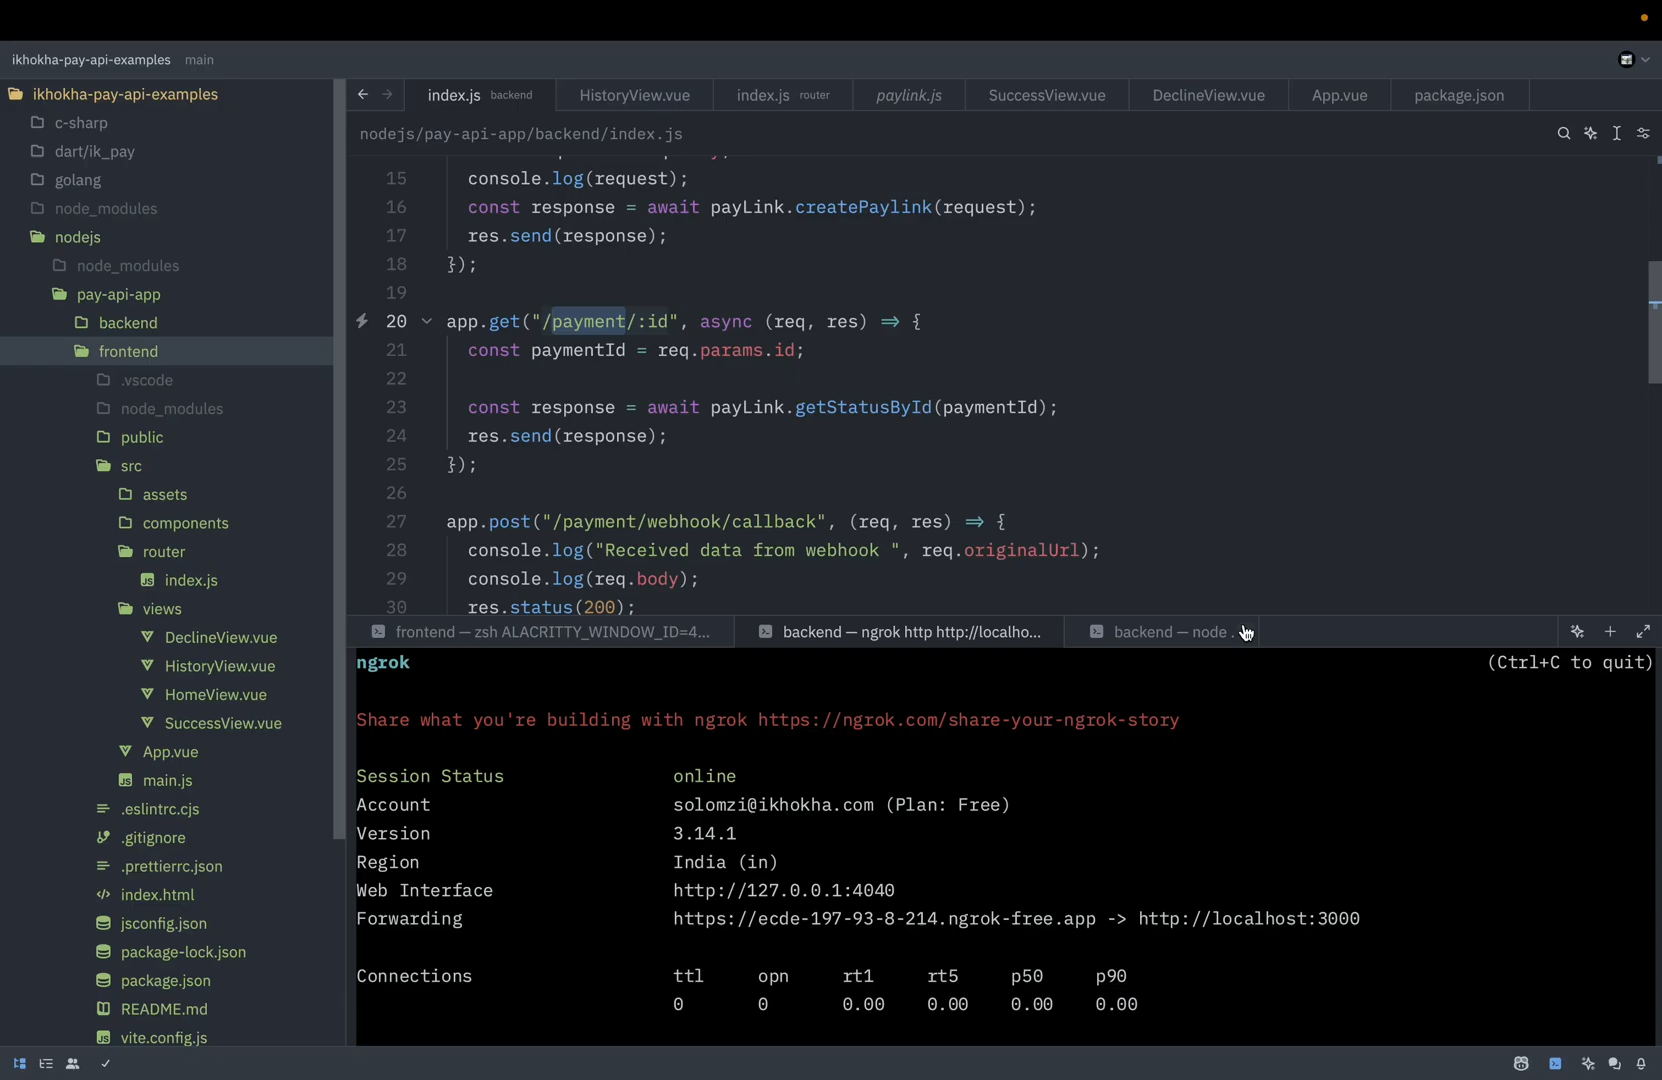 ikhokha-pay-api-examples main
ikhokha-pay-api-examples
c-sharp
dart/ik_pay
golang
node_modules
nodejs
node_modules
pay-api-app
backend
frontend
.vscode
node_modules
public
src
assets
components
router
index.js
views
DeclineView.vue
HistoryView.vue
HomeView.vue
SuccessView.vue
App.vue
main.js
.eslintrc.cjs
.gitignore
.prettierrc.json
index.html
jsconfig.json
package-lock.json
package.json
README.md
vite.config.js
index.js backend HistoryView.vue index.js router paylink.js SuccessView.vue DeclineView.vue App.vue package.json
nodejs/pay-api-app/backend/index.js
15 console.log(request);
16 const response = await payLink.createPaylink(request);
17 res.send(response);
18 });
19
20 app.get("/payment/:id", async (req, res) => {
21 const paymentId = req.params.id;
22
23 const response = await payLink.getStatusById(paymentId);
24 res.send(response);
25 });
26
27 app.post("/payment/webhook/callback", (req, res) => {
28 console.log("Received data from webhook ", req.originalUrl);
29 console.log(req.body);
30 res.status(200);
frontend — zsh ALACRITTY_WINDOW_ID=4... backend — ngrok http http://localho... backend — node .
ngrok (Ctrl+C to quit)
Share what you're building with ngrok https://ngrok.com/share-your-ngrok-story
Session Status online
Account solomzi@ikhokha.com (Plan: Free)
Version 3.14.1
Region India (in)
Web Interface http://127.0.0.1:4040
Forwarding https://ecde-197-93-8-214.ngrok-free.app -> http://localhost:3000
Connections ttl opn rt1 rt5 p50 p90
0 0 0.00 0.00 0.00 0.00